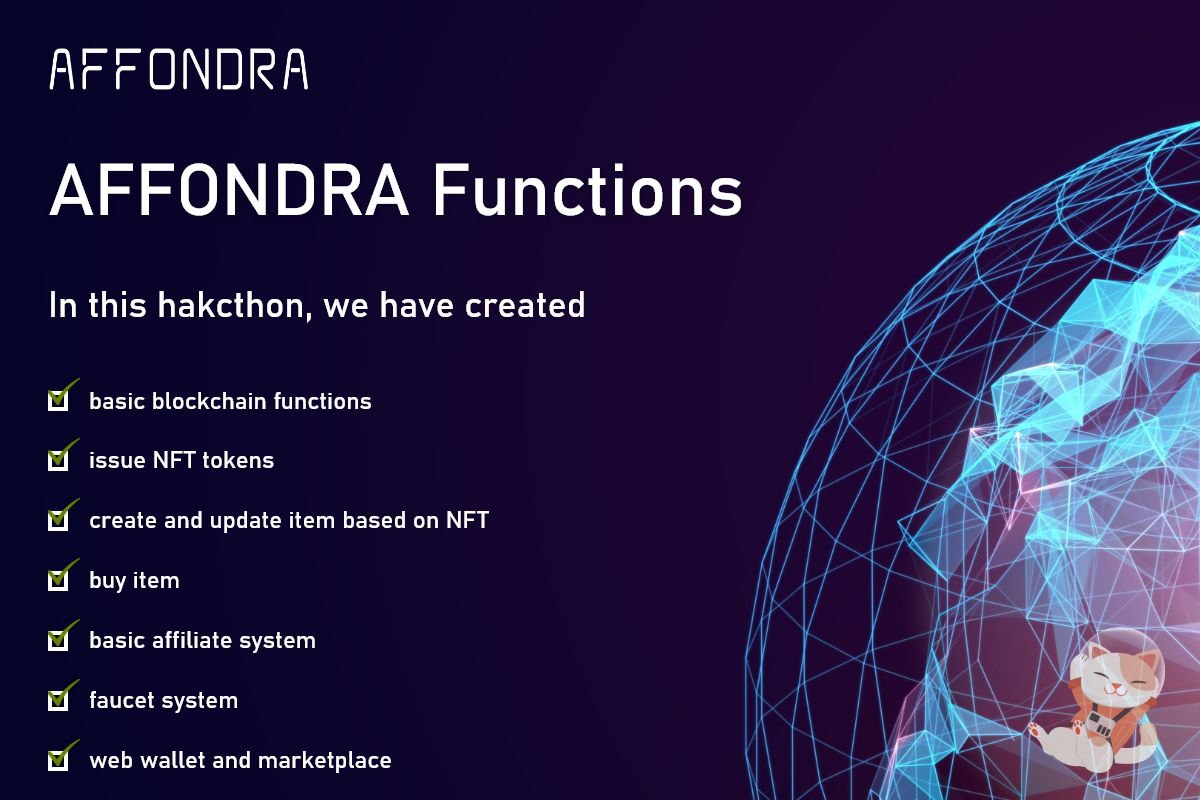 AFFONDRA
AFFONDRA Functions
In this hakcthon, we have created
basic blockchain functions
issue NFT tokens
create and update item based on NFT
buy item
basic affiliate system
faucet system
web wallet and marketplace